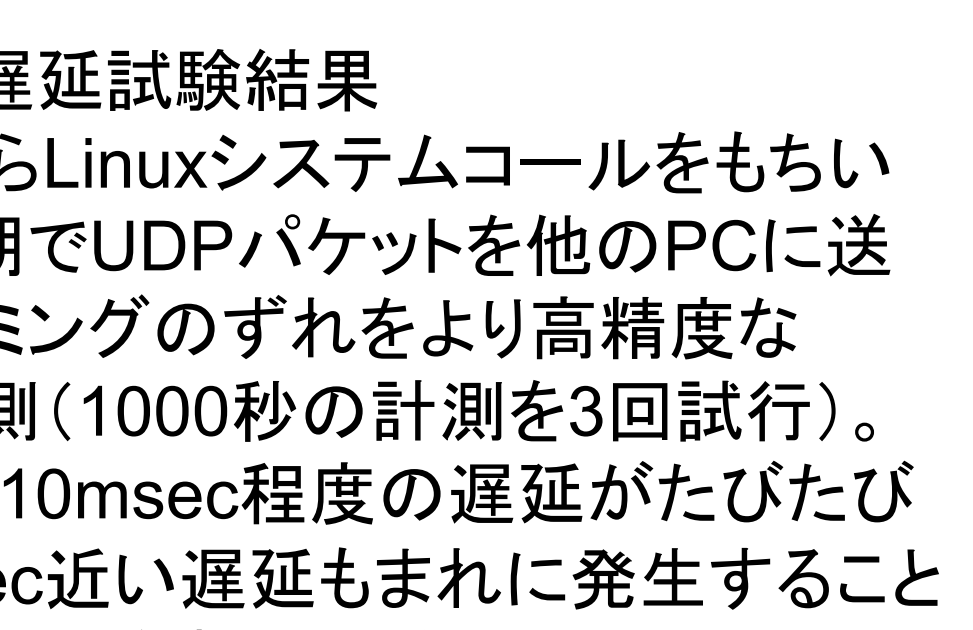 遅延試験結果
らLinuxシステムコールをもちい
期でUDPパケットを他のPCに送
ミングのずれをより高精度な
測（1000秒の計測を3回試行）。
10msec程度の遅延がたびたび
ec近い遅延もまれに発生すること